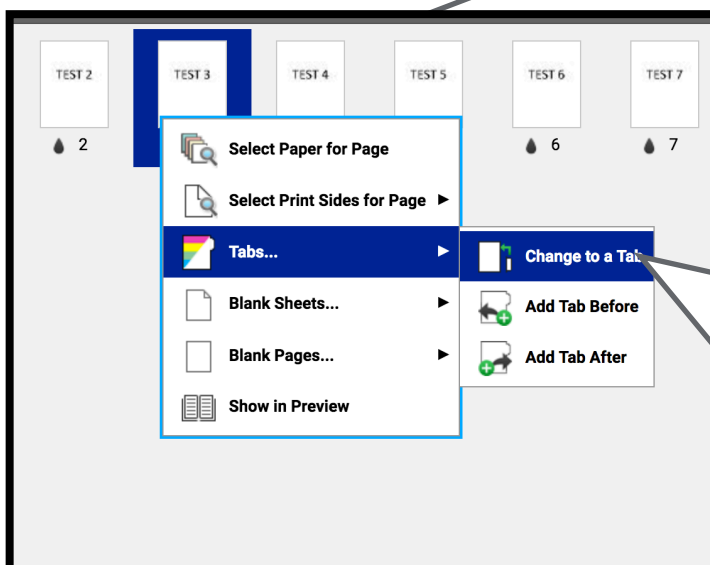 TEST 2 TEST 3 TEST 4 TEST 5 TEST 6 TEST 7
2 6 7
Select Paper for Page
Select Print Sides for Page
Tabs...
Change to a Tab
Blank Sheets...
Add Tab Before
Blank Pages...
Add Tab After
Show in Preview